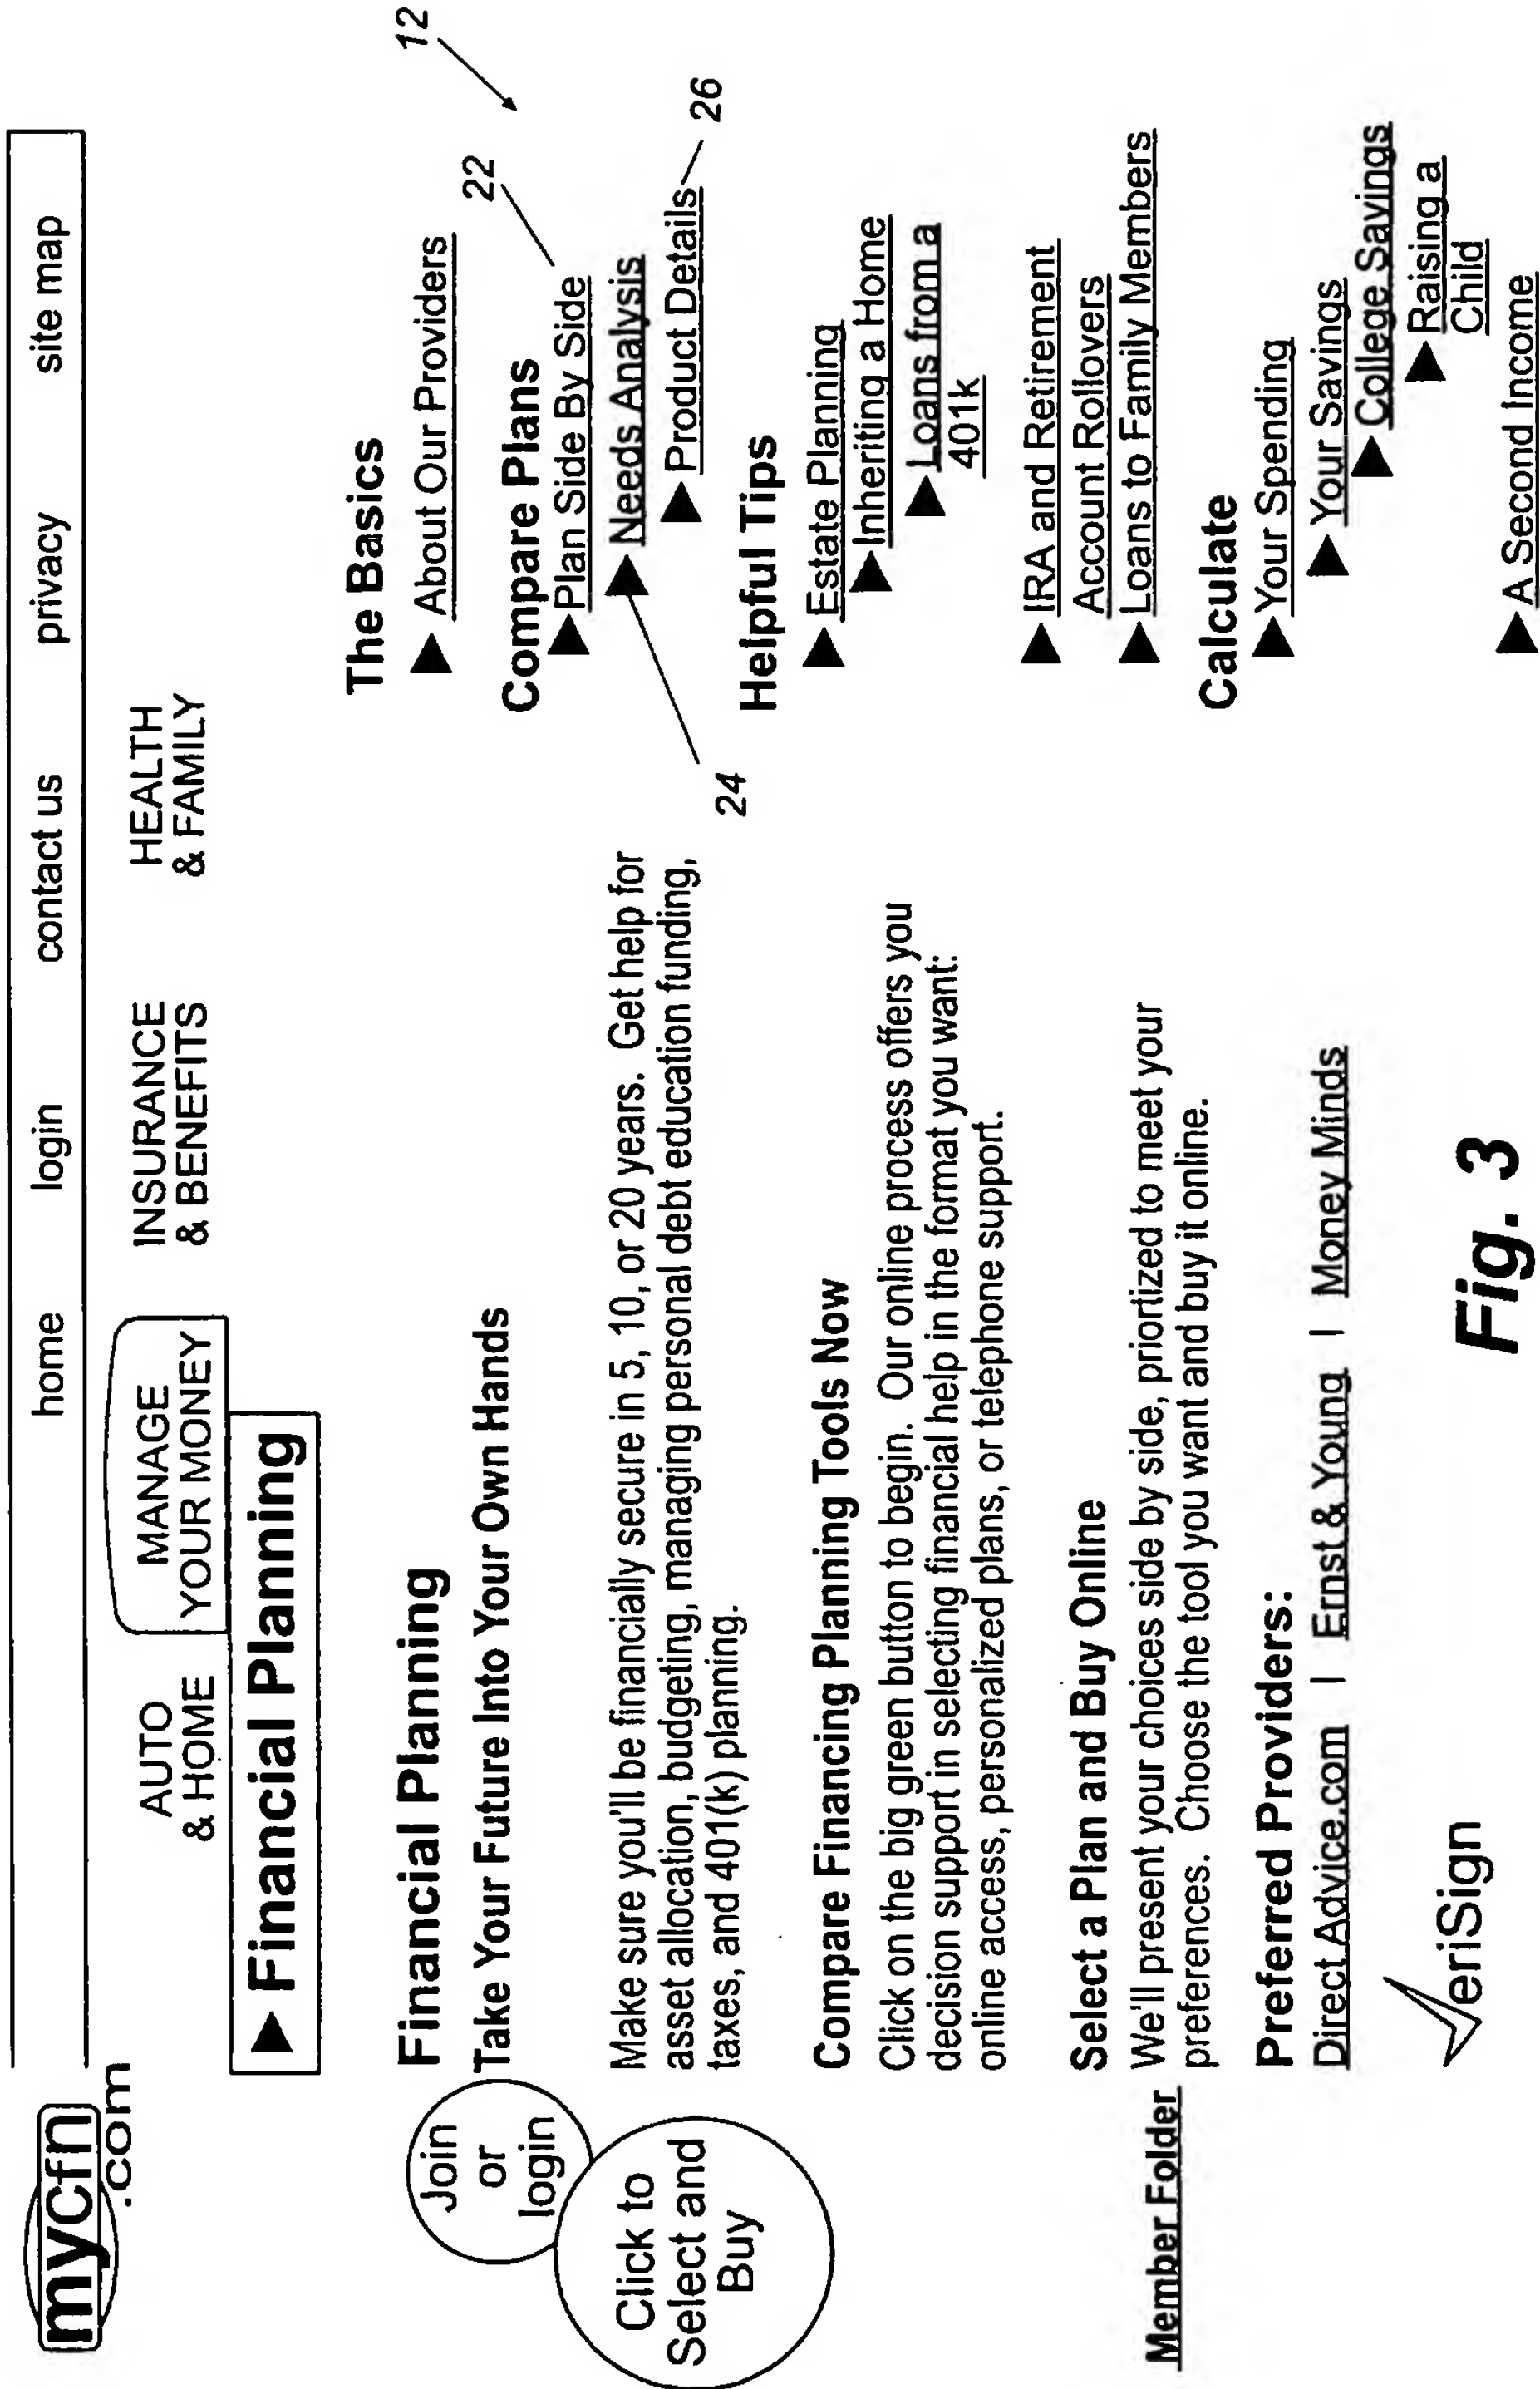 mycfn
.com
home login contact us privacy site map
AUTO
& HOME
MANAGE
YOUR MONEY
INSURANCE
& BENEFITS
HEALTH
& FAMILY
▶ Financial Planning
Join
or
login
Click to
Select and
Buy
Member Folder
Financial Planning
Take Your Future Into Your Own Hands
Make sure you'll be financially secure in 5, 10, or 20 years. Get help for
asset allocation, budgeting, managing personal debt education funding,
taxes, and 401(k) planning.
Compare Financing Planning Tools Now
Click on the big green button to begin. Our online process offers you
decision support in selecting financial help in the format you want:
online access, personalized plans, or telephone support.
Select a Plan and Buy Online
We'll present your choices side by side, priortized to meet your
preferences. Choose the tool you want and buy it online.
Preferred Providers:
Direct Advice.com | Ernst & Young | Money Minds
VeriSign
The Basics
▶ About Our Providers
Compare Plans
▶ Plan Side By Side
▶ Needs Analysis
▶ Product Details
22
24
26
12
Helpful Tips
▶ Estate Planning
▶ Inheriting a Home
▶ Loans from a
401k
▶ IRA and Retirement
Account Rollovers
▶ Loans to Family Members
Calculate
▶ Your Spending
▶ Your Savings
▶ College Savings
▶ Raising a
Child
▶ A Second Income
Fig. 3